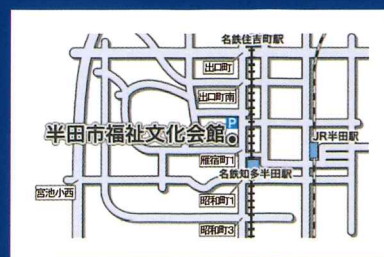 名鉄住吉町駅
出口町
出口町南
P
半田市福祉文化会館
JR半田駅
雁宿町1
名鉄知多半田駅
宮池小西
昭和町1
昭和町3